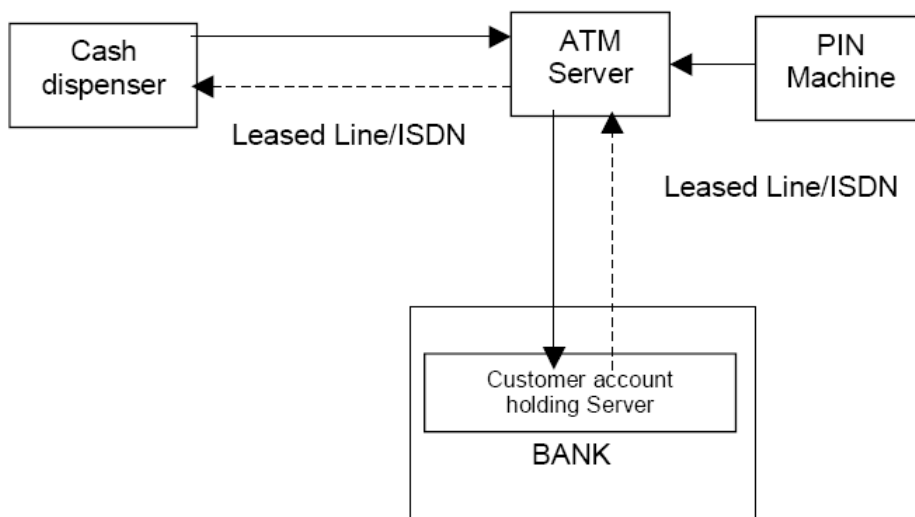 Cash
dispenser
ATM
Server
PIN
Machine
Leased Line/ISDN
Leased Line/ISDN
Customer account
holding Server
BANK